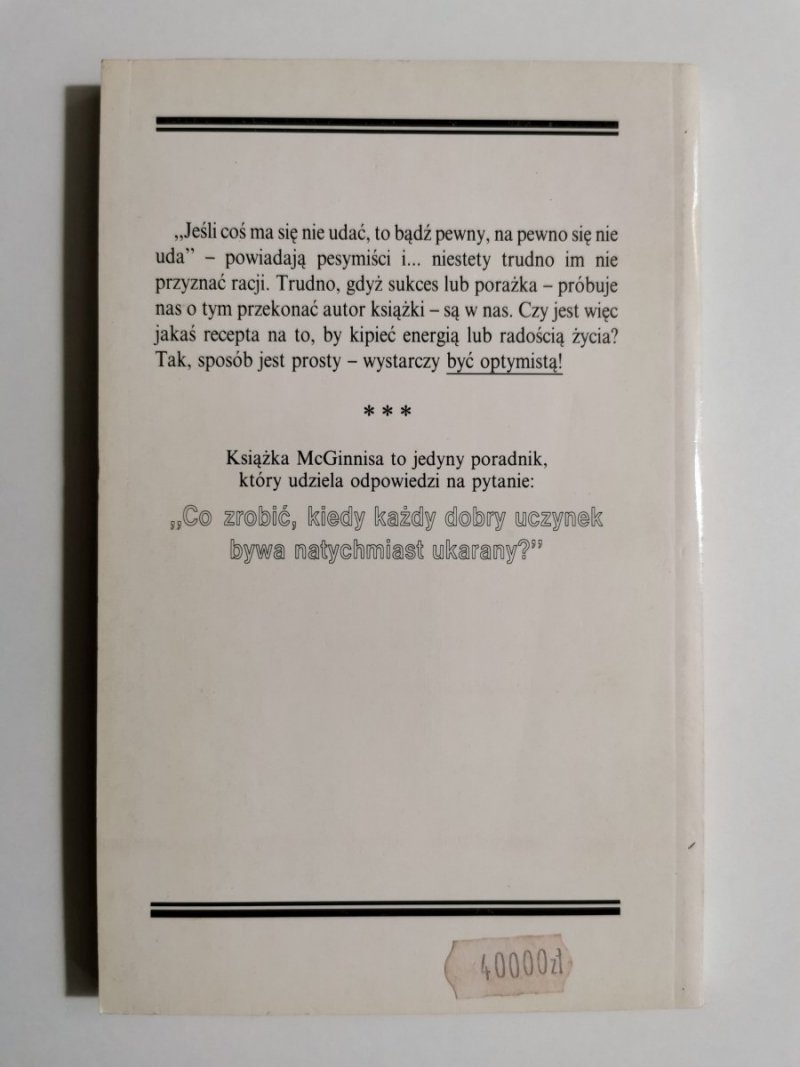 „Jeśli coś ma się nie udać, to bądź pewny, na pewno się nie
uda” – powiadają pesymiści i... niestety trudno im nie
przyznać racji. Trudno, gdyż sukces lub porażka – próbuje
nas o tym przekonać autor książki – są w nas. Czy jest więc
jakaś recepta na to, by kipieć energią lub radością życia?
Tak, sposób jest prosty – wystarczy być optymistą!
* * *
Książka McGinnisa to jedyny poradnik,
który udziela odpowiedzi na pytanie:
„Co zrobić, kiedy każdy dobry uczynek
bywa natychmiast ukarany?”
40000zł